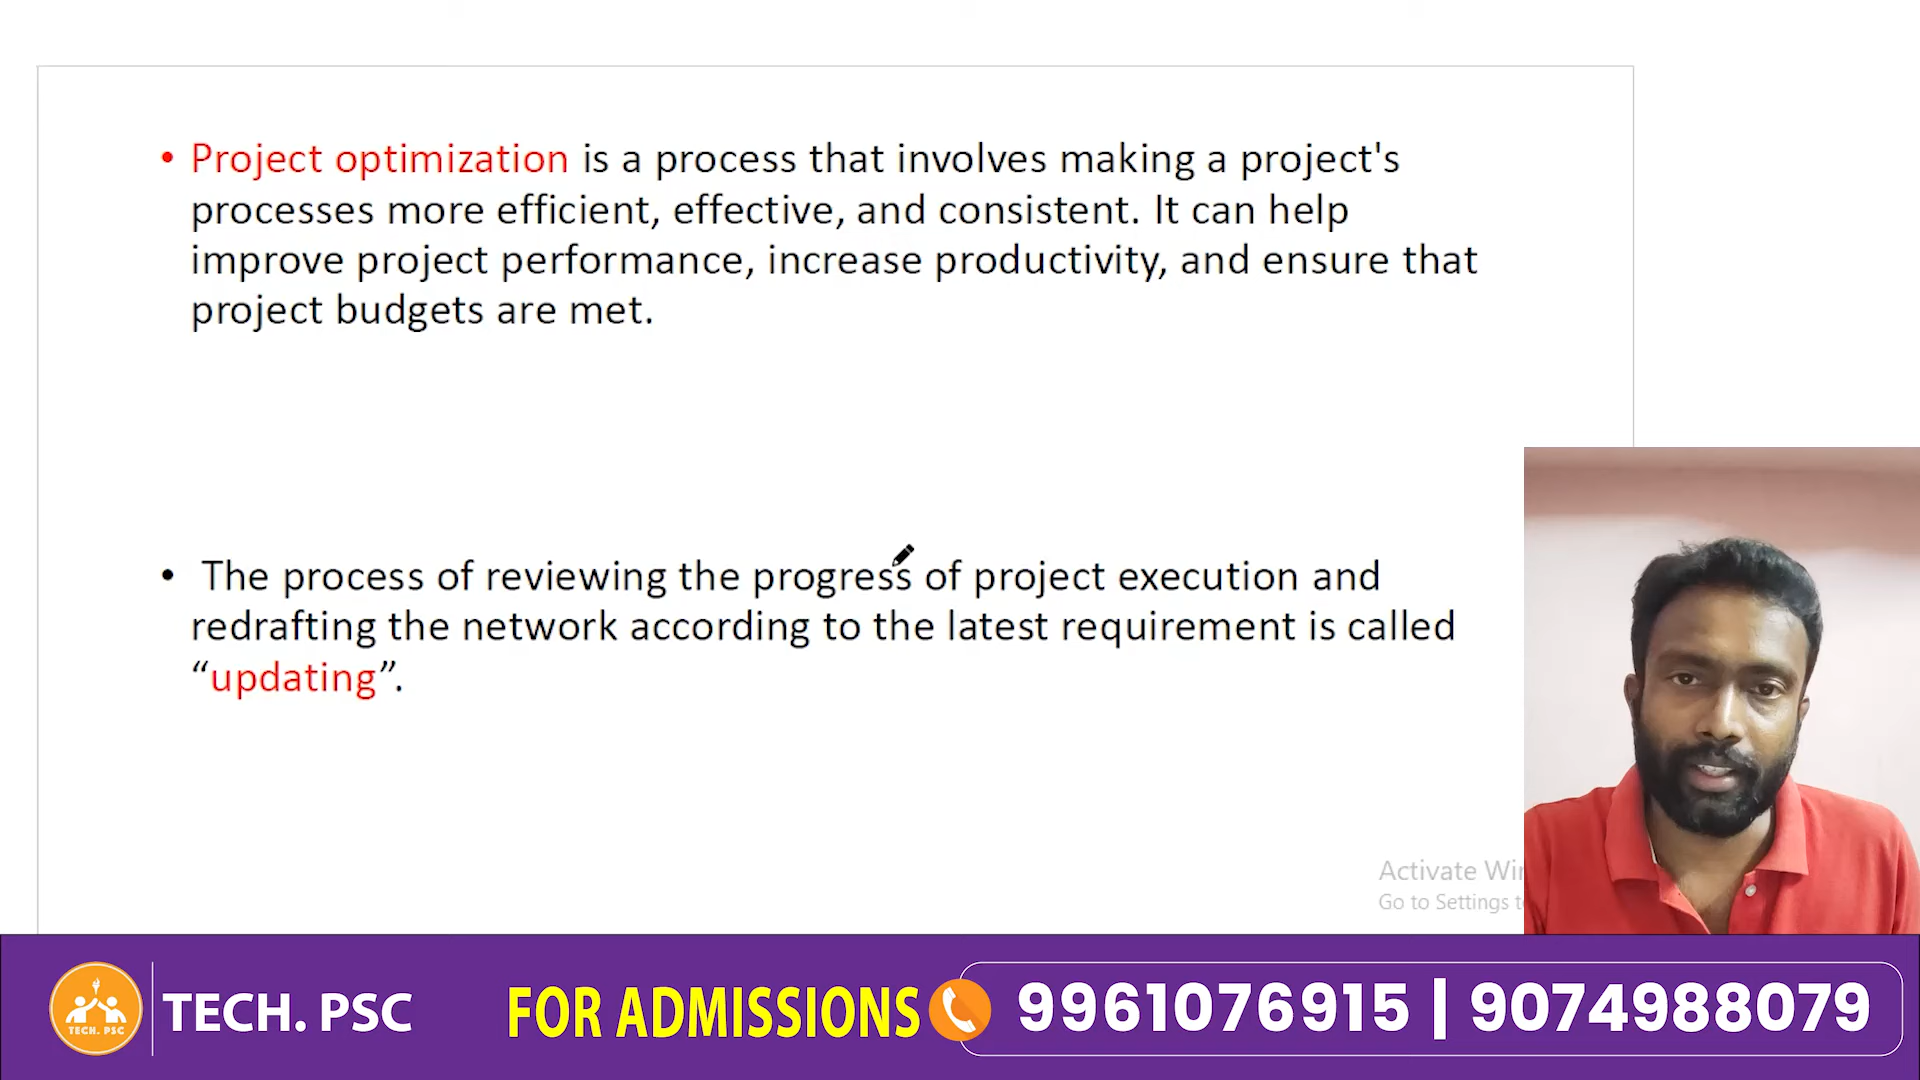 • Project optimization is a process that involves making a project's
processes more efficient, effective, and consistent. It can help
improve project performance, increase productivity, and ensure that
project budgets are met.
• The process of reviewing the progress of project execution and
redrafting the network according to the latest requirement is called
“updating”.
Activate Wi
Go to Settings t
TECH. PSC
TECH. PSC
FOR ADMISSIONS
9961076915 | 9074988079